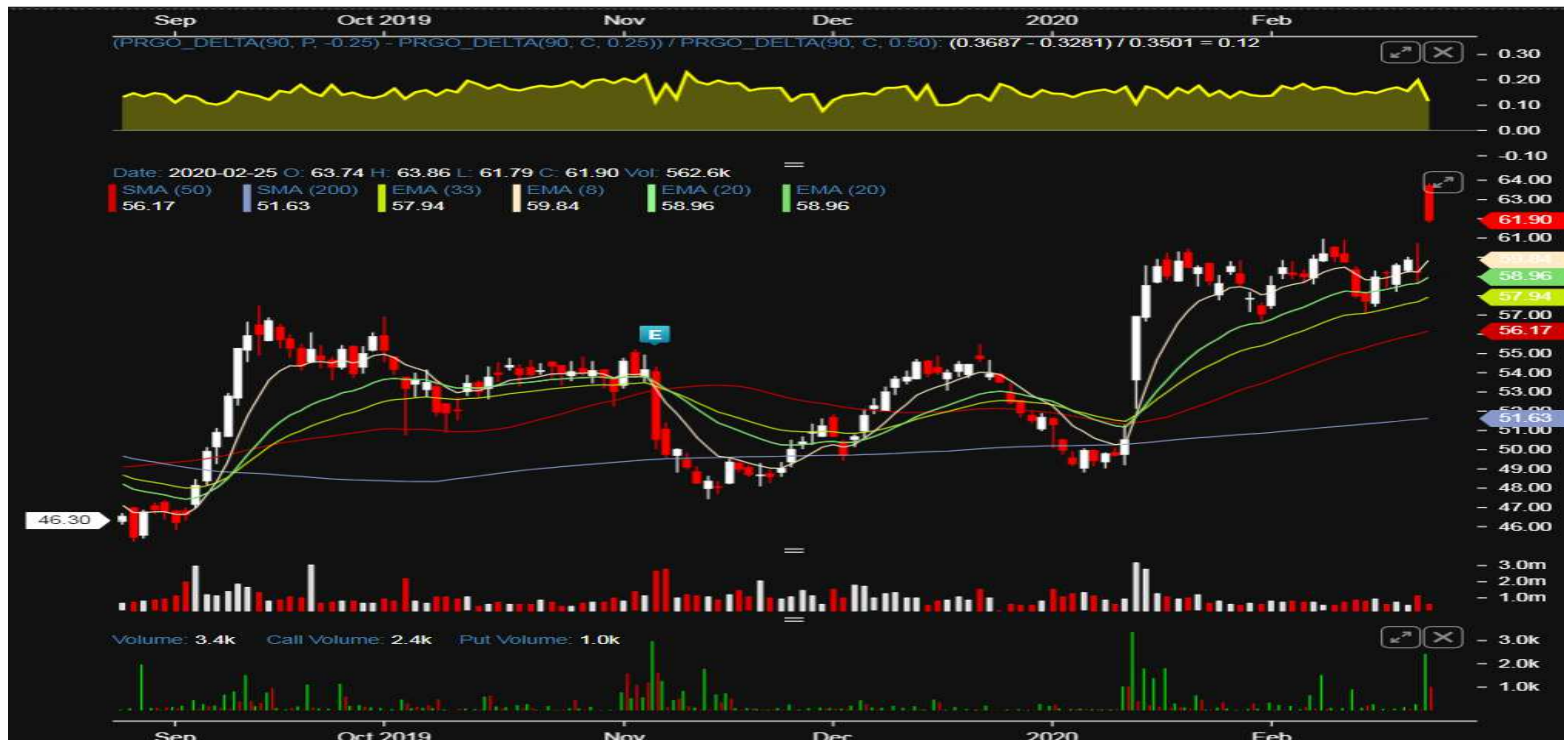 Sep Oct 2019 Nov Dec 2020 Feb
(PRGO_DELTA(90, P, -0.25) - PRGO_DELTA(90, C, 0.25)) / PRGO_DELTA(90, C, 0.50): (0.3687 - 0.3281) / 0.3501 = 0.12
0.30
0.20
0.10
0.00
-0.10
Date: 2020-02-25 O: 63.74 H: 63.86 L: 61.79 C: 61.90 Vol: 562.6k
SMA (50) SMA (200) EMA (33) EMA (8) EMA (20) EMA (20)
56.17 51.63 57.94 59.84 58.96 58.96
64.00
63.00
61.90
61.00
59.84
58.96
57.94
57.00
56.17
55.00
54.00
53.00
52.00
51.63
51.00
50.00
49.00
48.00
47.00
46.30
46.00
E
3.0m
2.0m
1.0m
Volume: 3.4k Call Volume: 2.4k Put Volume: 1.0k
3.0k
2.0k
1.0k
Sep Oct 2019 Nov Dec 2020 Feb